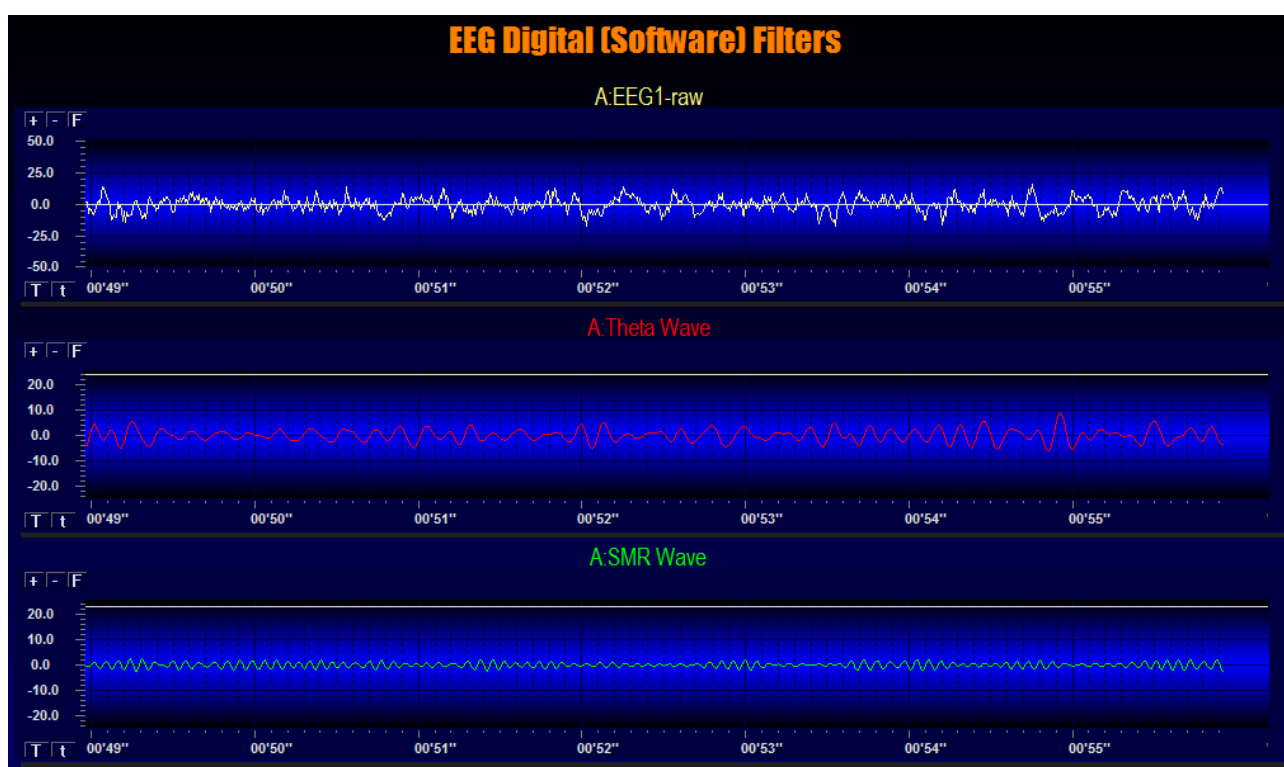 EEG Digital (Software) Filters
A:EEG1-raw
+ - F
50.0
25.0
0.0
-25.0
-50.0
T t 00'49" 00'50" 00'51" 00'52" 00'53" 00'54" 00'55"
A:Theta Wave
+ - F
20.0
10.0
0.0
-10.0
-20.0
T t 00'49" 00'50" 00'51" 00'52" 00'53" 00'54" 00'55"
A:SMR Wave
+ - F
20.0
10.0
0.0
-10.0
-20.0
T t 00'49" 00'50" 00'51" 00'52" 00'53" 00'54" 00'55"